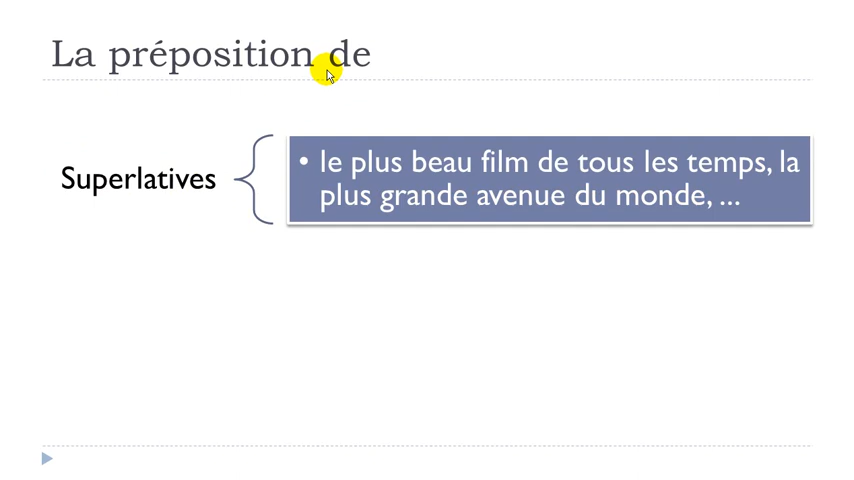 La préposition de
Superlatives
• le plus beau film de tous les temps, la
plus grande avenue du monde, ...